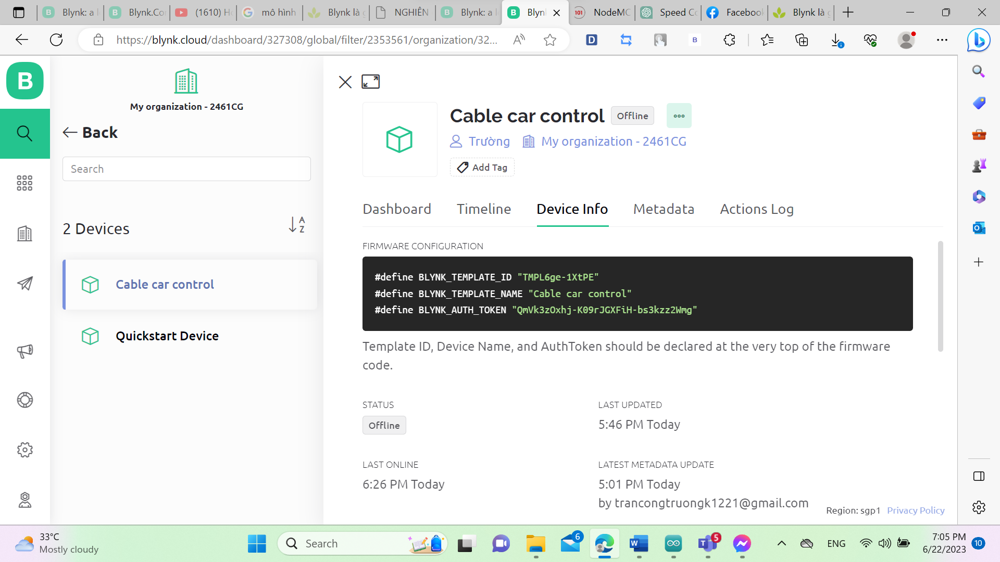 Blynk: a l
Blynk.Cor
(1610) Ho
mô hình
Blynk là g
NGHIÊN
Blynk: a l
Blynk
101
NodeMC
Speed Co
Facebook
Blynk là g
https://blynk.cloud/dashboard/327308/global/filter/2353561/organization/32...
B
My organization - 2461CG
Back
Search
2 Devices
A
Z
Cable car control
Quickstart Device
Cable car control
Offline
Trường
My organization - 2461CG
Add Tag
Dashboard
Timeline
Device Info
Metadata
Actions Log
FIRMWARE CONFIGURATION
#define BLYNK_TEMPLATE_ID "TMPL6ge-1XtPE"
#define BLYNK_TEMPLATE_NAME "Cable car control"
#define BLYNK_AUTH_TOKEN "QmVk3zOxhj-K09rJGXFiH-bs3kzz2Wmg"
Template ID, Device Name, and AuthToken should be declared at the very top of the firmware
code.
STATUS
Offline
LAST UPDATED
5:46 PM Today
LAST ONLINE
6:26 PM Today
LATEST METADATA UPDATE
5:01 PM Today
by trancongtruongk1221@gmail.com
Region: sgp1
Privacy Policy
33°C
Mostly cloudy
Search
6
5
ENG
7:05 PM
6/22/2023
10